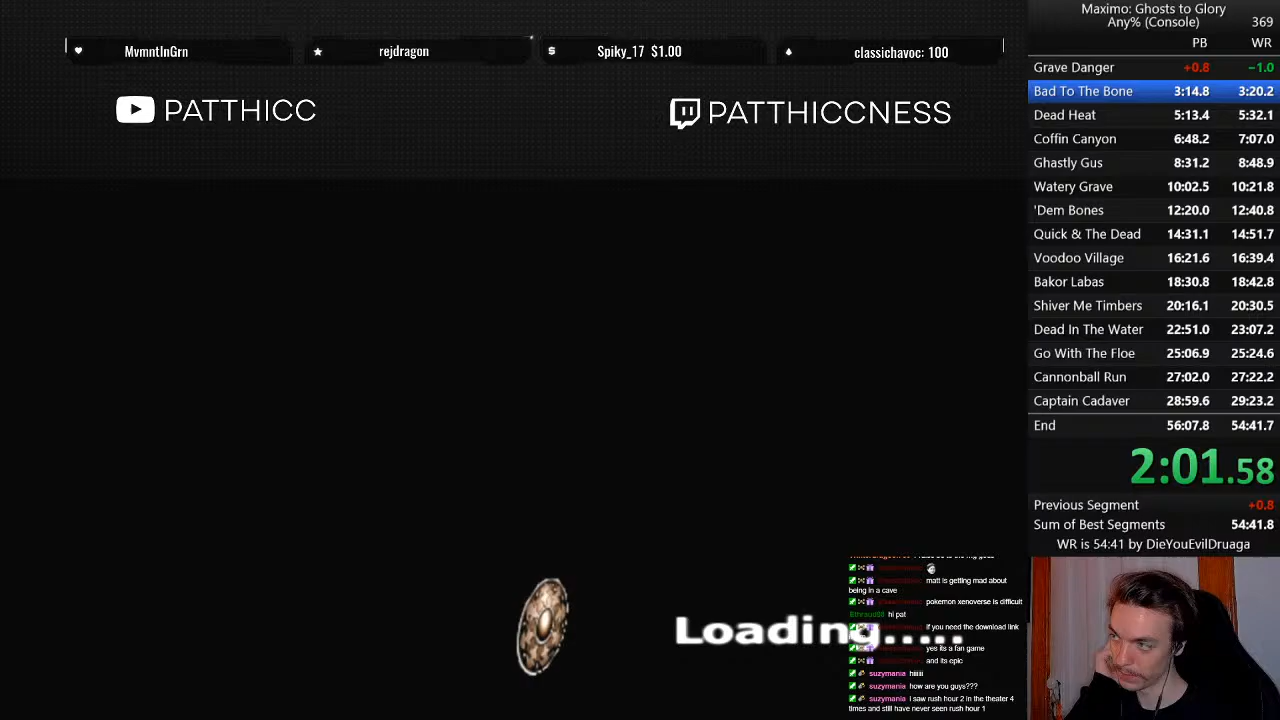 MvmntInGrn
rejdragon
Spiky_17 $1.00
classichavoc: 100
PATTHICC
PATTHICCNESS
Maximo: Ghosts to Glory
Any% (Console) 369
PB WR
Grave Danger +0.8 −1.0
Bad To The Bone 3:14.8 3:20.2
Dead Heat 5:13.4 5:32.1
Coffin Canyon 6:48.2 7:07.0
Ghastly Gus 8:31.2 8:48.9
Watery Grave 10:02.5 10:21.8
'Dem Bones 12:20.0 12:40.8
Quick & The Dead 14:31.1 14:51.7
Voodoo Village 16:21.6 16:39.4
Bakor Labas 18:30.8 18:42.8
Shiver Me Timbers 20:16.1 20:30.5
Dead In The Water 22:51.0 23:07.2
Go With The Floe 25:06.9 25:24.6
Cannonball Run 27:02.0 27:22.2
Captain Cadaver 28:59.6 29:23.2
End 56:07.8 54:41.7
2:01.58
Previous Segment +0.8
Sum of Best Segments 54:41.8
WR is 54:41 by DieYouEvilDruaga
Loading.....
matt is getting mad about
being in a cave
pokemon xenoverse is difficult
hi pat
if you need the download link
yes its a fan game
and its epic
suzymania hiiiiii
suzymania how are you guys???
suzymania I saw rush hour 2 in the theater 4
times and still have never seen rush hour 1